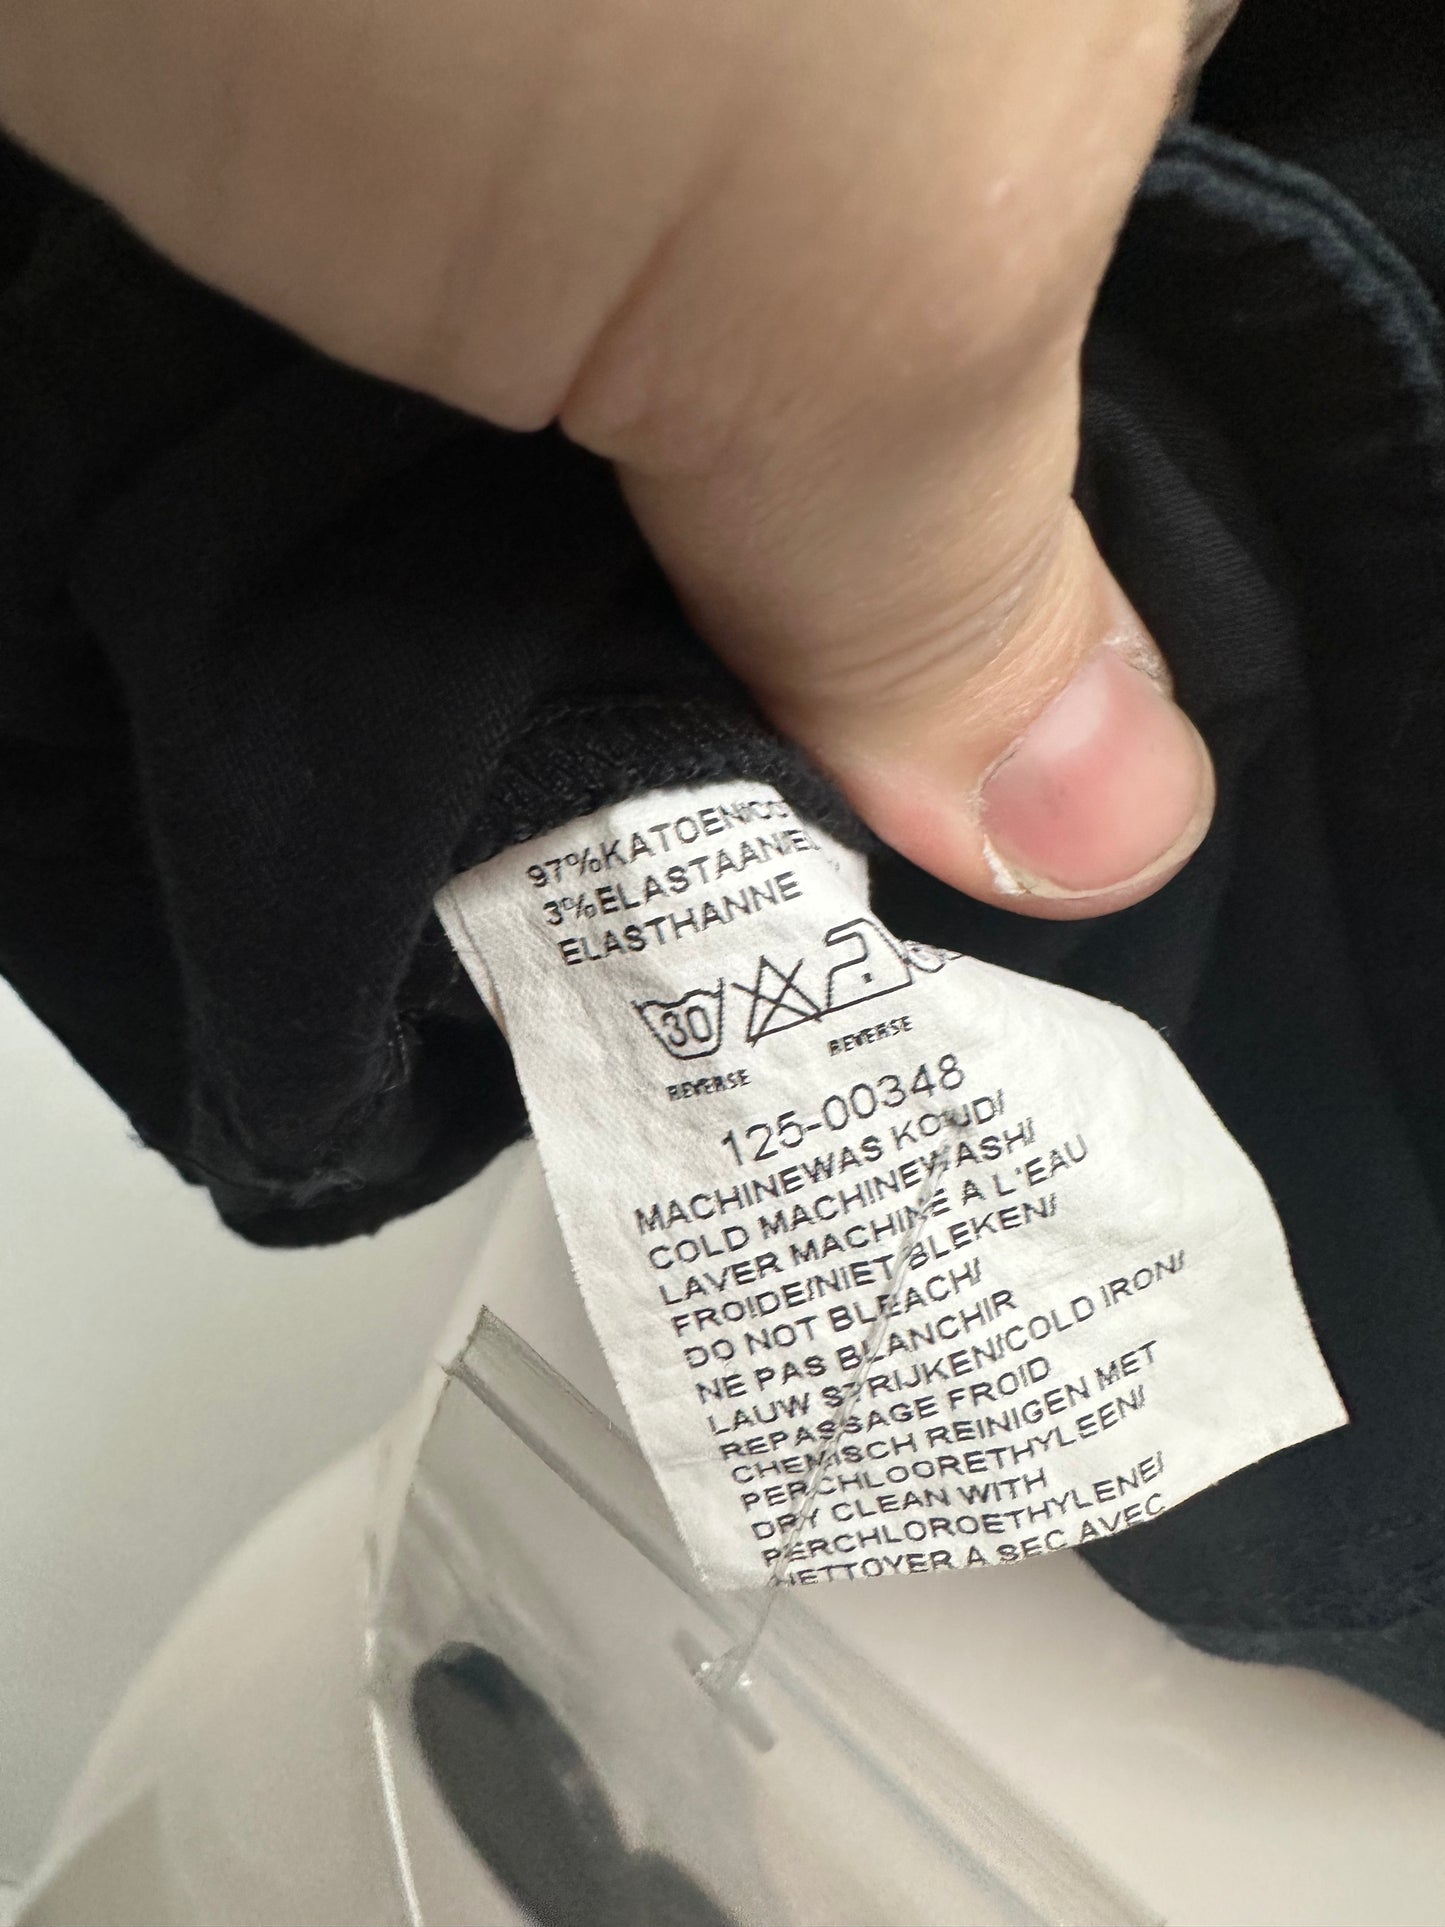 97%KATOEN/CO
3%ELASTAAN/EL
ELASTHANNE
30
REVERSE
REVERSE
125-00348
MACHINEWAS KOUD/
COLD MACHINEWASH/
LAVER MACHINE A L'EAU
FROIDE/NIET BLEKEN/
DO NOT BLEACH/
NE PAS BLANCHIR
LAUW STRIJKEN/COLD IRON/
REPASSAGE FROID
CHEMISCH REINIGEN MET
PERCHLOORETHYLEEN/
DRY CLEAN WITH
PERCHLOROETHYLENE/
NETTOYER A SEC AVEC